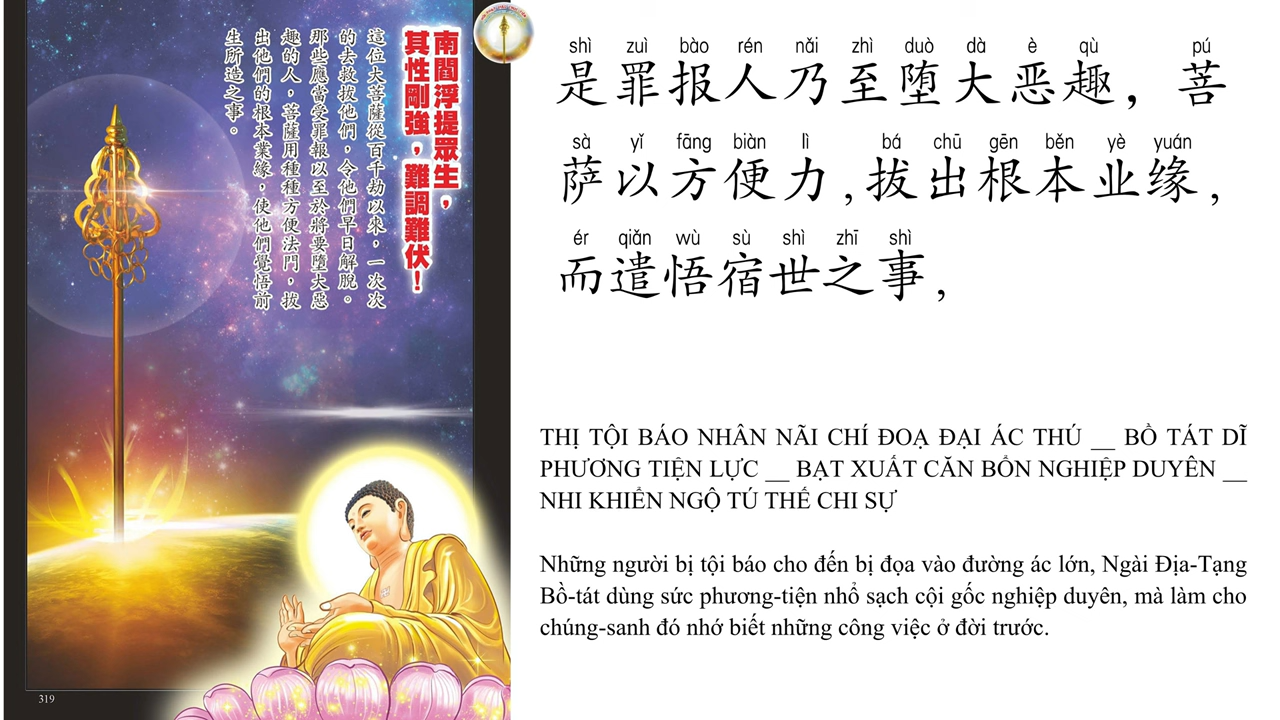 南閻浮提眾生，
其性剛強，難調難伏！
這位大菩薩從百千劫以來，一次次
的去救拔他們，令他們早日解脫。
那些應當受罪報以至於將要墮大惡
趣的人，菩薩用種種方便法門，拔
出他們的根本業緣，使他們覺悟前
生所造之事。
319
shì zuì bào rén nǎi zhì duò dà è qù pú
是罪报人乃至堕大恶趣，菩
sà yǐ fāng biàn lì bá chū gēn běn yè yuán
萨以方便力,拔出根本业缘,
ér qiǎn wù sù shì zhī shì
而遣悟宿世之事,
THỊ TỘI BÁO NHÂN NÃI CHÍ ĐOẠ ĐẠI ÁC THÚ __ BỒ TÁT DĨ
PHƯƠNG TIỆN LỰC __ BẠT XUẤT CĂN BỔN NGHIỆP DUYÊN __
NHI KHIỂN NGỘ TÚ THẾ CHI SỰ
Những người bị tội báo cho đến bị đọa vào đường ác lớn, Ngài Địa-Tạng
Bồ-tát dùng sức phương-tiện nhổ sạch cội gốc nghiệp duyên, mà làm cho
chúng-sanh đó nhớ biết những công việc ở đời trước.